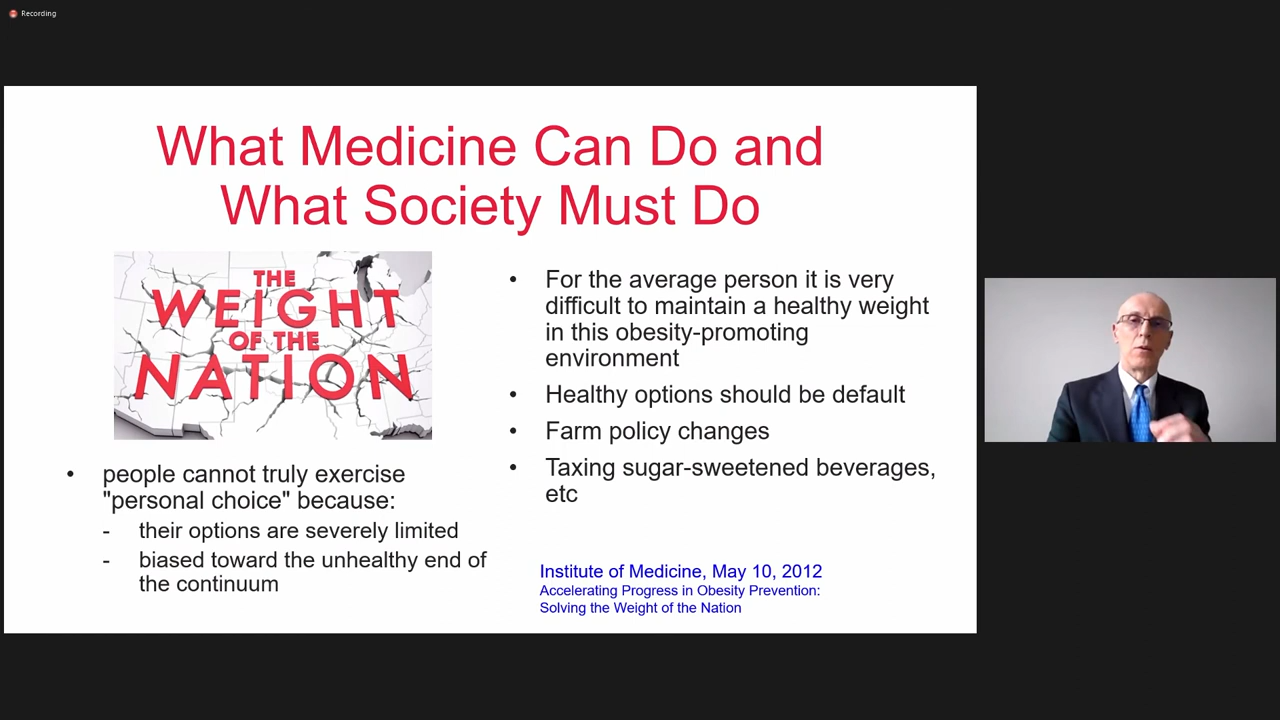 Recording
What Medicine Can Do and
What Society Must Do
THE
WEIGHT
OF THE
NATION
• people cannot truly exercise
"personal choice" because:
- their options are severely limited
- biased toward the unhealthy end of
the continuum
• For the average person it is very
difficult to maintain a healthy weight
in this obesity-promoting
environment
• Healthy options should be default
• Farm policy changes
• Taxing sugar-sweetened beverages,
etc
Institute of Medicine, May 10, 2012
Accelerating Progress in Obesity Prevention:
Solving the Weight of the Nation